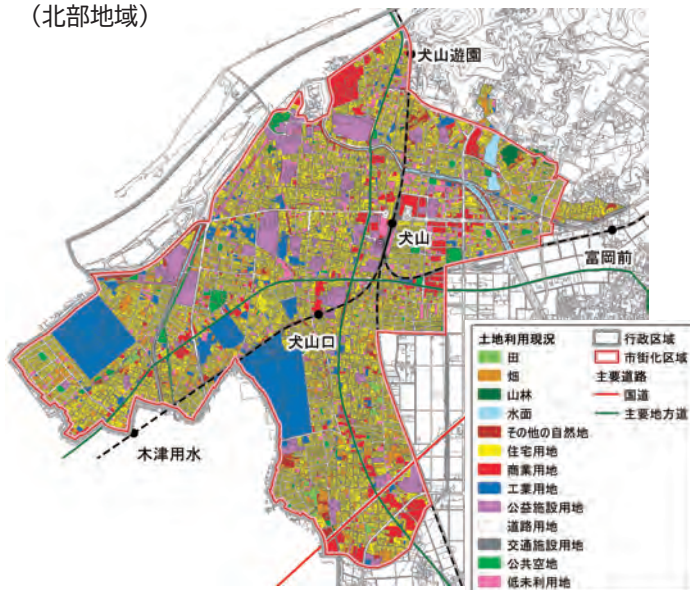 （北部地域）
犬山遊園
犬山
富岡前
犬山口
木津用水
土地利用現況
田
畑
山林
水面
その他の自然地
住宅用地
商業用地
工業用地
公益施設用地
道路用地
交通施設用地
公共空地
低未利用地
行政区域
市街化区域
主要道路
国道
主要地方道